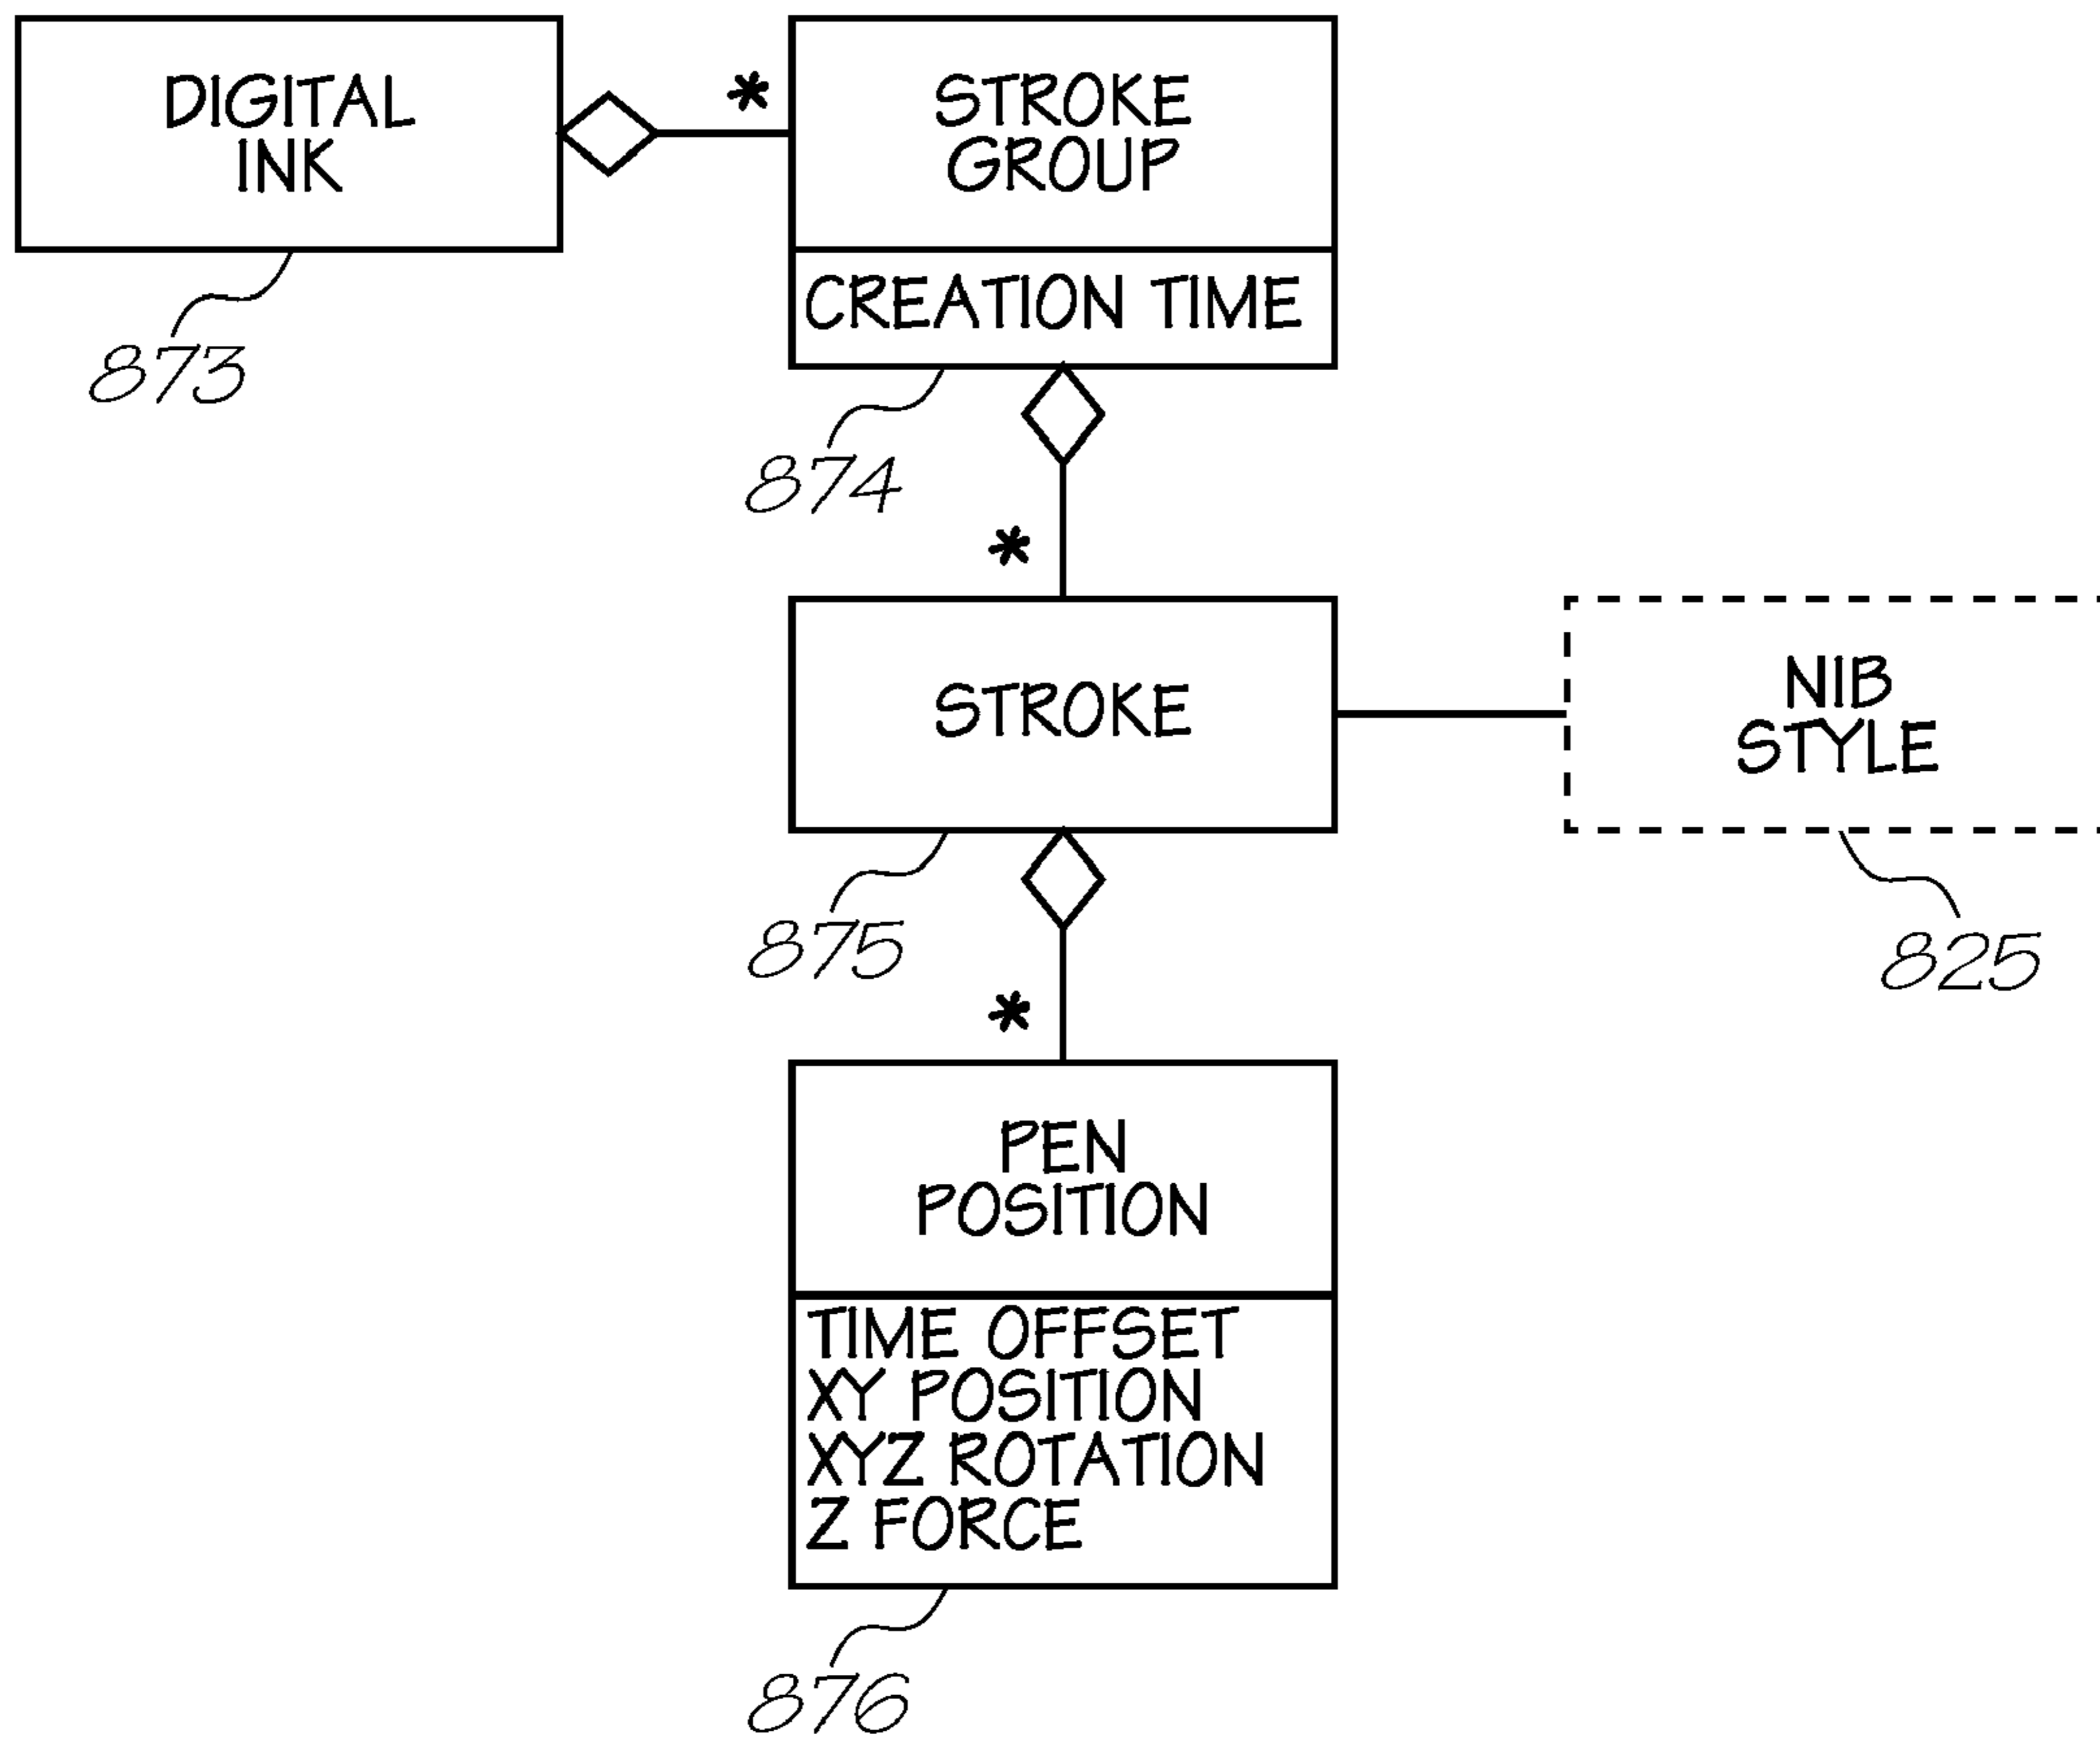 DIGITAL
INK
*
STROKE
GROUP
CREATION TIME
873
874
*
STROKE
NIB
STYLE
875
825
*
PEN
POSITION
TIME OFFSET
XY POSITION
XYZ ROTATION
Z FORCE
876